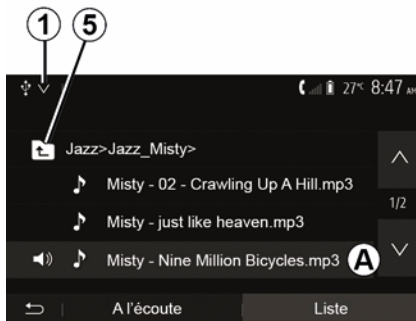 1 5
27°C 8:47 AM
Jazz>Jazz_Misty>
Misty - 02 - Crawling Up A Hill.mp3
1/2
Misty - just like heaven.mp3
Misty - Nine Million Bicycles.mp3 A
A l'écoute Liste